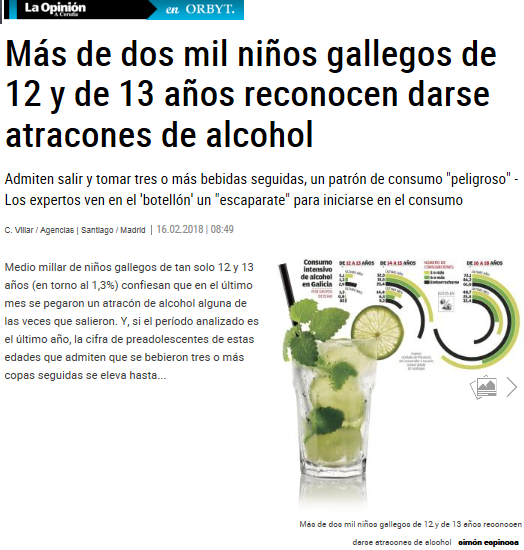 La Opinión
A Coruña
en ORBYT.
Más de dos mil niños gallegos de
12 y de 13 años reconocen darse
atracones de alcohol
Admiten salir y tomar tres o más bebidas seguidas, un patrón de consumo "peligroso" -
Los expertos ven en el 'botellón' un "escaparate" para iniciarse en el consumo
C. Villar / Agencias | Santiago / Madrid | 16.02.2018 | 08:49
Medio millar de niños gallegos de tan solo 12 y 13
años (en torno al 1,3%) confiesan que en el último
mes se pegaron un atracón de alcohol alguna de
las veces que salieron. Y, si el período analizado es
el último año, la cifra de preadolescentes de estas
edades que admiten que se bebieron tres o más
copas seguidas se eleva hasta...
Consumo
intensivo
de alcohol
en Galicia
DE 12 A 13 AÑOS
DE 14 A 15 AÑOS
DE 16 A 18 AÑOS
Más de dos mil niños gallegos de 12 y de 13 años reconocen
darse atracones de alcohol simón espinosa